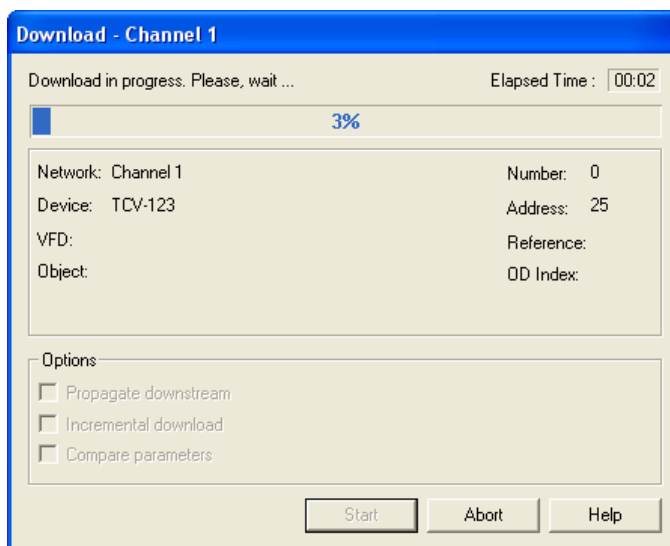 Download - Channel 1
Download in progress. Please, wait ...
Elapsed Time : 00:02
3%
Network: Channel 1
Number: 0
Device: TCV-123
Address: 25
VFD:
Reference:
Object:
OD Index:
Options
Propagate downstream
Incremental download
Compare parameters
Start
Abort
Help